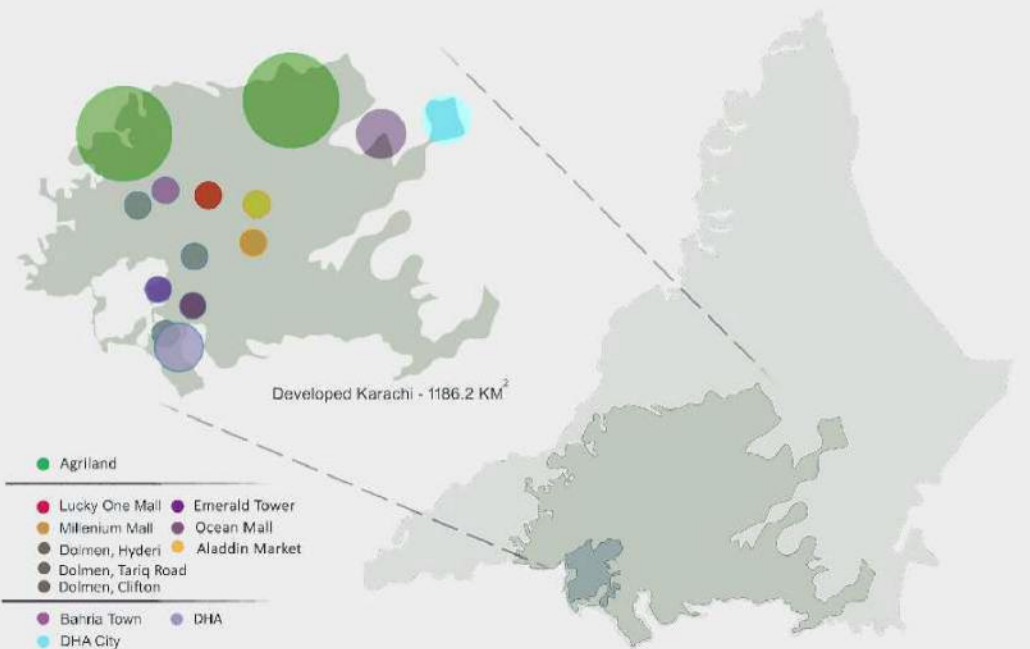 Developed Karachi - 1186.2 KM²
Agriland
Lucky One Mall
Emerald Tower
Millenium Mall
Ocean Mall
Dolmen, Hyderi
Aladdin Market
Dolmen, Tariq Road
Dolmen, Clifton
Bahria Town
DHA
DHA City